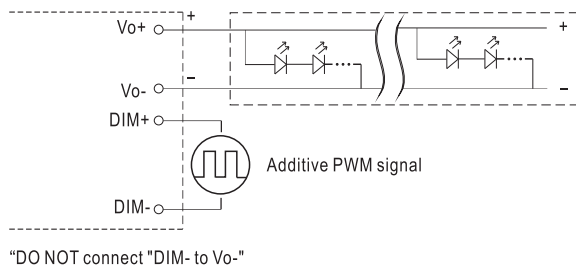 Vo+ + +
Vo- - -
DIM+
Additive PWM signal
DIM-
"DO NOT connect "DIM- to Vo-"